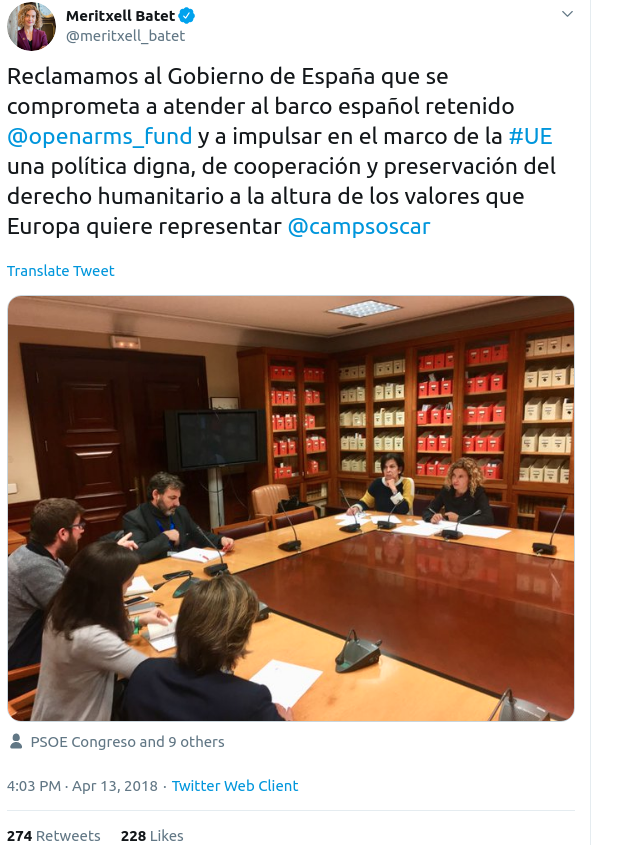 Meritxell Batet
@meritxell_batet
Reclamamos al Gobierno de España que se
comprometa a atender al barco español retenido
@openarms_fund y a impulsar en el marco de la #UE
una política digna, de cooperación y preservación del
derecho humanitario a la altura de los valores que
Europa quiere representar @campsoscar
Translate Tweet
PSOE Congreso and 9 others
4:03 PM · Apr 13, 2018 · Twitter Web Client
274 Retweets 228 Likes